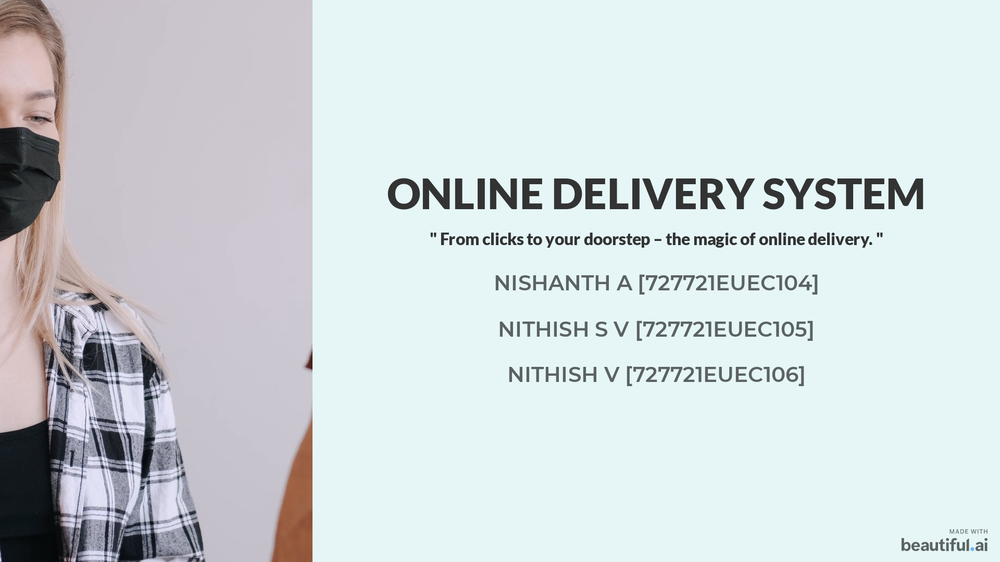 ONLINE DELIVERY SYSTEM
" From clicks to your doorstep – the magic of online delivery. "
NISHANTH A [727721EUEC104]
NITHISH S V [727721EUEC105]
NITHISH V [727721EUEC106]
MADE WITH
beautiful.ai